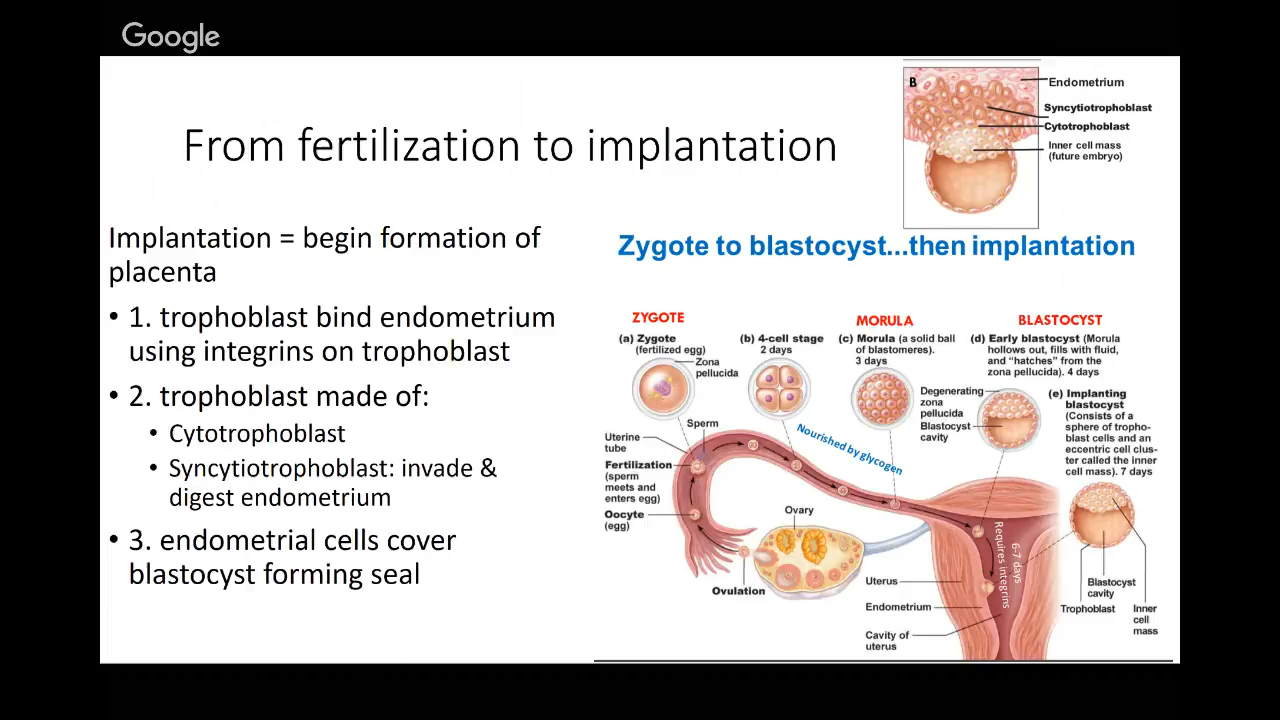 Google
From fertilization to implantation
B
Endometrium
Syncytiotrophoblast
Cytotrophoblast
Inner cell mass
(future embryo)
Implantation = begin formation of
placenta
• 1. trophoblast bind endometrium
using integrins on trophoblast
• 2. trophoblast made of:
• Cytotrophoblast
• Syncytiotrophoblast: invade &
digest endometrium
• 3. endometrial cells cover
blastocyst forming seal
Zygote to blastocyst...then implantation
ZYGOTE
(a) Zygote
(fertilized egg)
Zona
pellucida
(b) 4-cell stage
2 days
MORULA
(c) Morula (a solid ball
of blastomeres).
3 days
BLASTOCYST
(d) Early blastocyst (Morula
hollows out, fills with fluid,
and "hatches" from the
zona pellucida). 4 days
Degenerating
zona
pellucida
Blastocyst
cavity
(e) Implanting
blastocyst
(Consists of a
sphere of tropho-
blast cells and an
eccentric cell clus-
ter called the inner
cell mass). 7 days
Sperm
Uterine
tube
Fertilization
(sperm
meets and
enters egg)
Oocyte
(egg)
Nourished by glycogen
Ovary
Ovulation
Uterus
Endometrium
Cavity of
uterus
6-7 days
Requires integrins
Blastocyst
cavity
Trophoblast
Inner
cell
mass